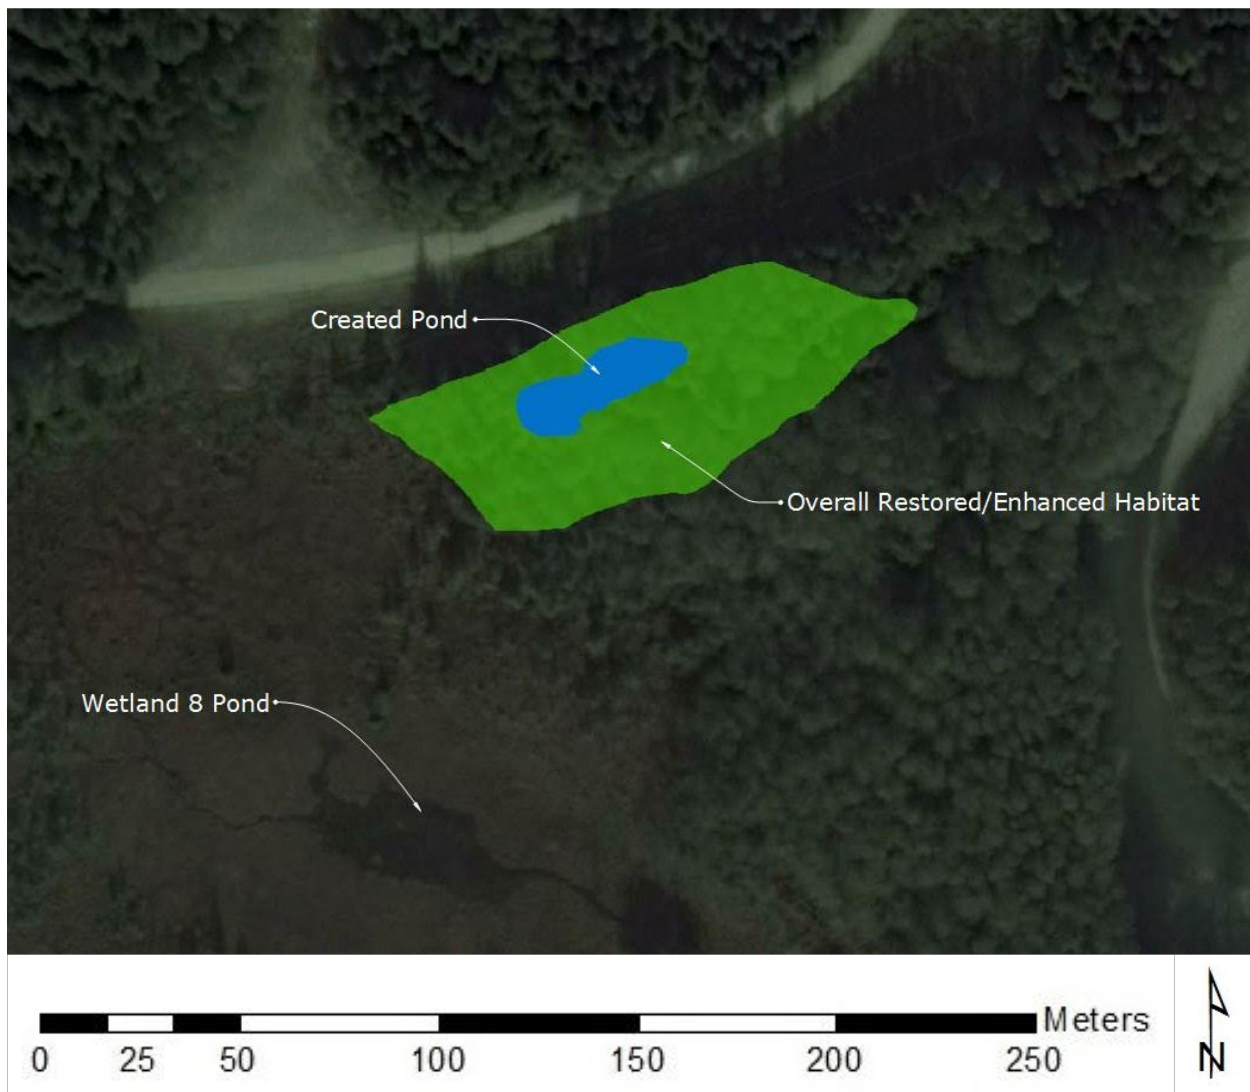 Created Pond
Overall Restored/Enhanced Habitat
Wetland 8 Pond
Meters
0 25 50 100 150 200 250
N